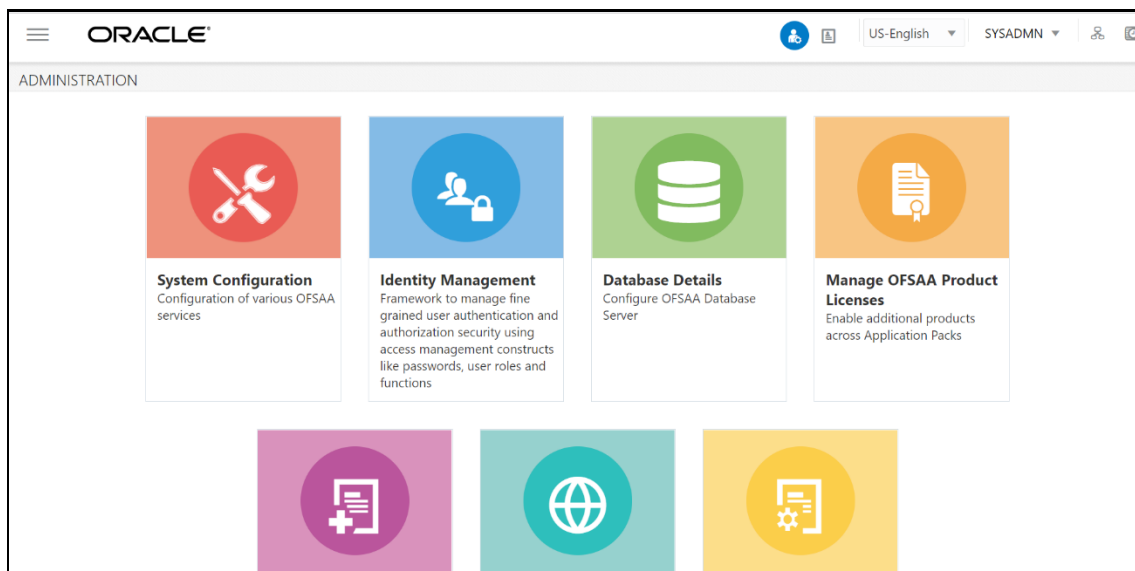 ORACLE
US-English
SYSADMN
ADMINISTRATION
System Configuration
Configuration of various OFSAA
services
Identity Management
Framework to manage fine
grained user authentication and
authorization security using
access management constructs
like passwords, user roles and
functions
Database Details
Configure OFSAA Database
Server
Manage OFSAA Product
Licenses
Enable additional products
across Application Packs